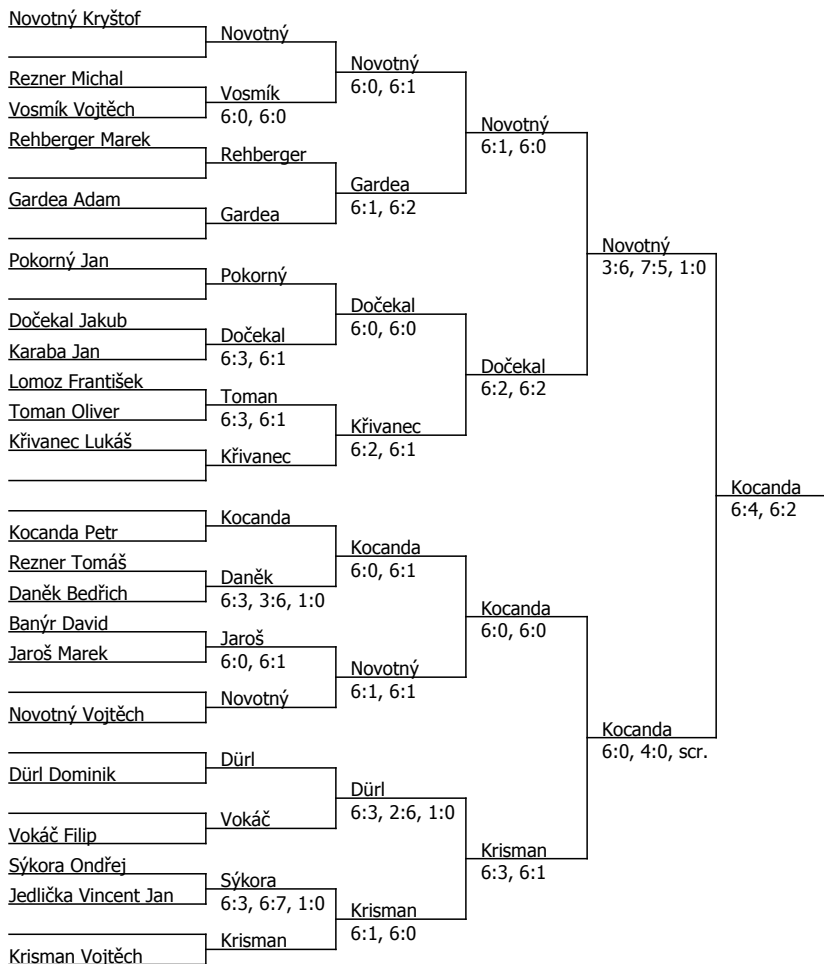 Novotný Kryštof
Rezner Michal
Vosmík Vojtěch
Rehberger Marek
Gardea Adam
Pokorný Jan
Dočekal Jakub
Karaba Jan
Lomoz František
Toman Oliver
Křivanec Lukáš
Kocanda Petr
Rezner Tomáš
Daněk Bedřich
Banýr David
Jaroš Marek
Novotný Vojtěch
Dürl Dominik
Vokáč Filip
Sýkora Ondřej
Jedlička Vincent Jan
Krisman Vojtěch
Novotný
Vosmík
6:0, 6:0
Rehberger
Gardea
Pokorný
Dočekal
6:3, 6:1
Toman
6:3, 6:1
Křivanec
Kocanda
Daněk
6:3, 3:6, 1:0
Jaroš
6:0, 6:1
Novotný
Dürl
Vokáč
Sýkora
6:3, 6:7, 1:0
Krisman
Novotný
6:0, 6:1
Gardea
6:1, 6:2
Dočekal
6:0, 6:0
Křivanec
6:2, 6:1
Kocanda
6:0, 6:1
Novotný
6:1, 6:1
Dürl
6:3, 2:6, 1:0
Krisman
6:1, 6:0
Novotný
6:1, 6:0
Dočekal
6:2, 6:2
Kocanda
6:0, 6:0
Krisman
6:3, 6:1
Novotný
3:6, 7:5, 1:0
Kocanda
6:0, 4:0, scr.
Kocanda
6:4, 6:2